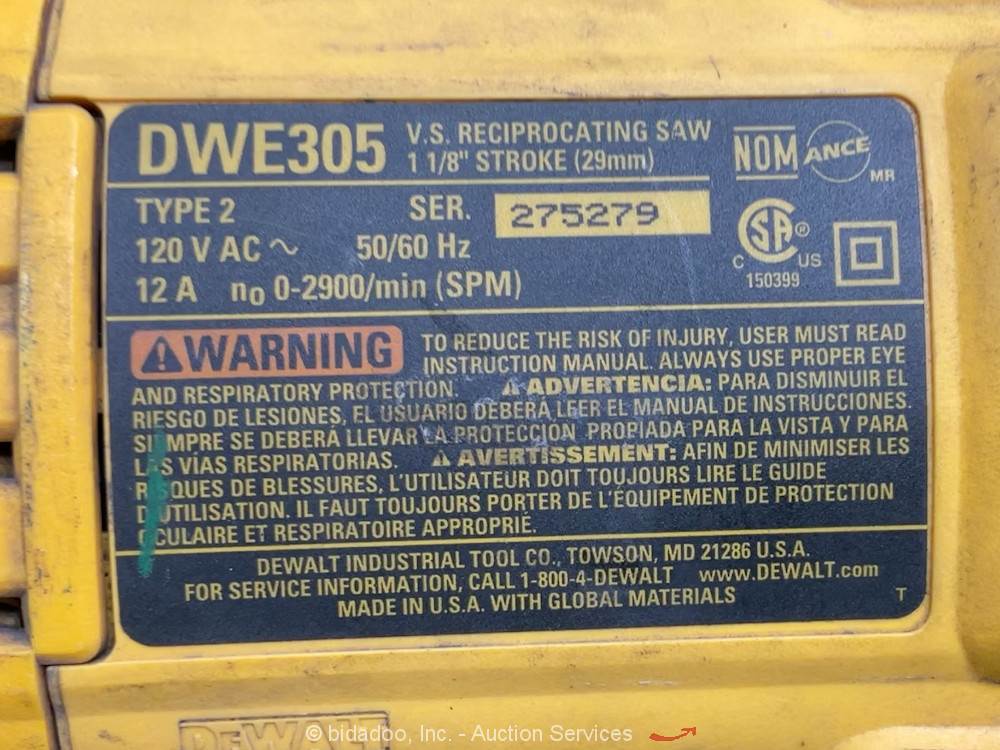 DWE305 V.S. RECIPROCATING SAW
1 1/8" STROKE (29mm)
NOM ANCE MR
TYPE 2 SER. 275279
120 V AC ~ 50/60 Hz
12 A n0 0-2900/min (SPM)
CSA ® C US
150399
WARNING TO REDUCE THE RISK OF INJURY, USER MUST READ
INSTRUCTION MANUAL. ALWAYS USE PROPER EYE
AND RESPIRATORY PROTECTION. ADVERTENCIA: PARA DISMINUIR EL
RIESGO DE LESIONES, EL USUARIO DEBERÁ LEER EL MANUAL DE INSTRUCCIONES.
SIEMPRE SE DEBERÁ LLEVAR LA PROTECCION PROPIADA PARA LA VISTA Y PARA
LAS VÍAS RESPIRATORIAS. AVERTISSEMENT: AFIN DE MINIMISER LES
RISQUES DE BLESSURES, L'UTILISATEUR DOIT TOUJOURS LIRE LE GUIDE
D'UTILISATION. IL FAUT TOUJOURS PORTER DE L'ÉQUIPEMENT DE PROTECTION
OCULAIRE ET RESPIRATOIRE APPROPRIÉ.
DEWALT INDUSTRIAL TOOL CO., TOWSON, MD 21286 U.S.A.
FOR SERVICE INFORMATION, CALL 1-800-4-DEWALT www.DEWALT.com
MADE IN U.S.A. WITH GLOBAL MATERIALS T
DEWALT
© bidadoo, Inc. - Auction Services